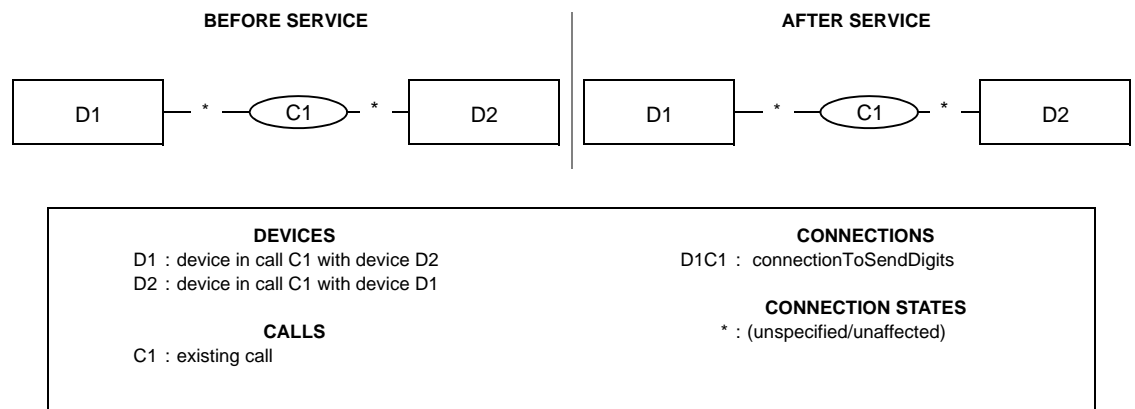 BEFORE SERVICE
AFTER SERVICE
D1 * C1 * D2
D1 * C1 * D2
DEVICES
D1 : device in call C1 with device D2
D2 : device in call C1 with device D1
CALLS
C1 : existing call
CONNECTIONS
D1C1 : connectionToSendDigits
CONNECTION STATES
* : (unspecified/unaffected)